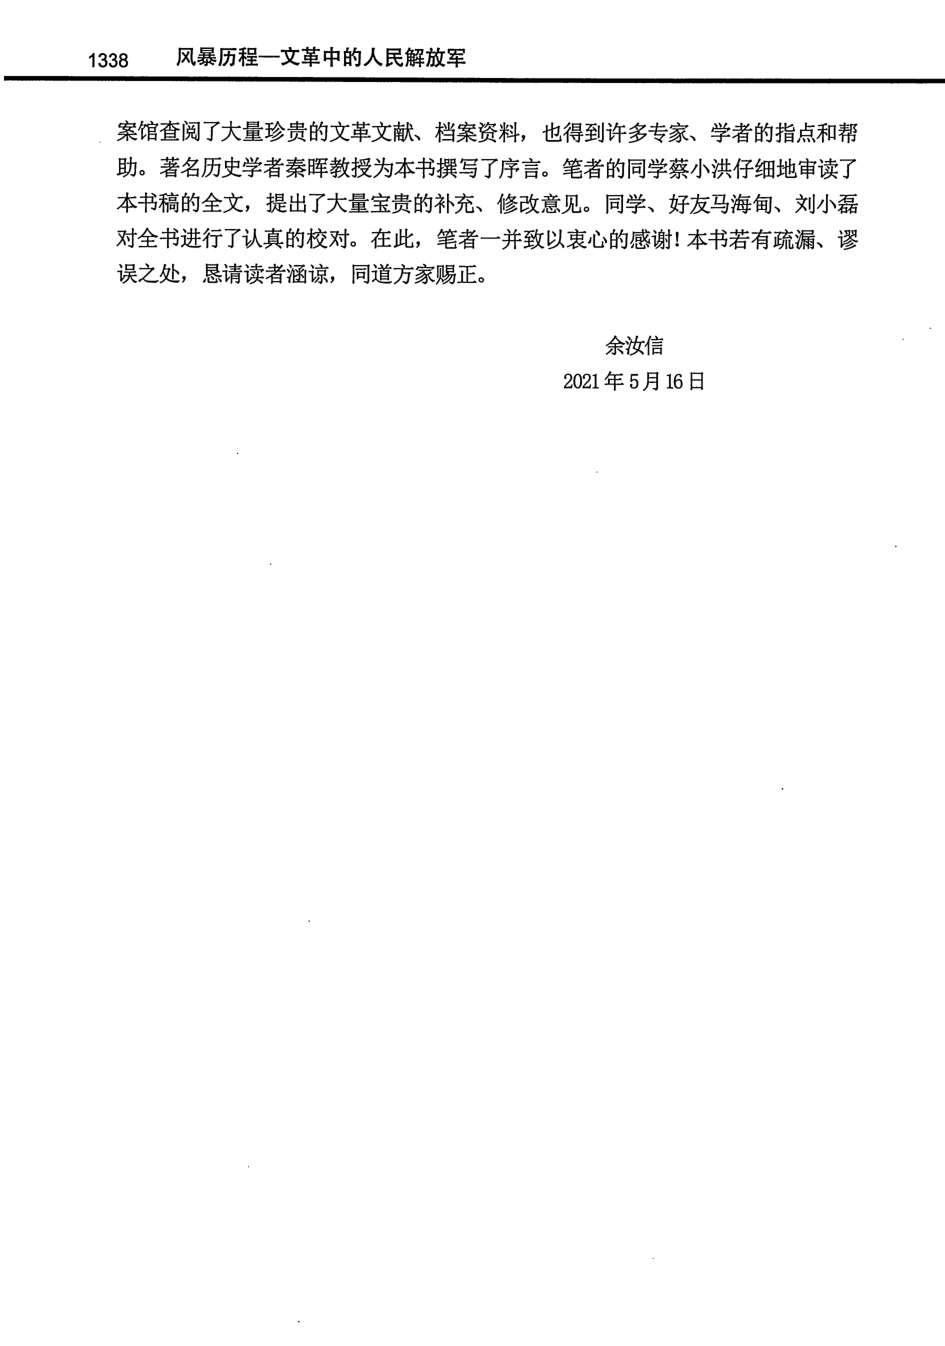 1338 风暴历程—文革中的人民解放军
案馆查阅了大量珍贵的文革文献、档案资料，也得到许多专家、学者的指点和帮
助。著名历史学者秦晖教授为本书撰写了序言。笔者的同学蔡小洪仔细地审读了
本书稿的全文，提出了大量宝贵的补充、修改意见。同学、好友马海甸、刘小磊
对全书进行了认真的校对。在此，笔者一并致以衷心的感谢！本书若有疏漏、谬
误之处，恳请读者涵谅，同道方家赐正。
余汝信
2021 年 5 月 16 日